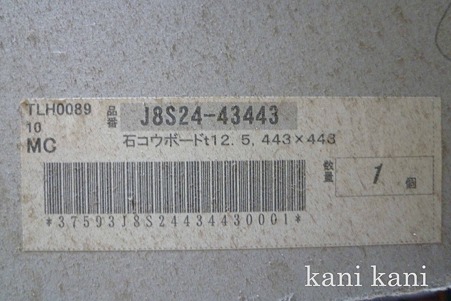 TLH0089
10
MC
品番 J8S24-43443
石コウボードt12.5,443×443
数量 1 個
*37593J8S24434430001*
kani kani